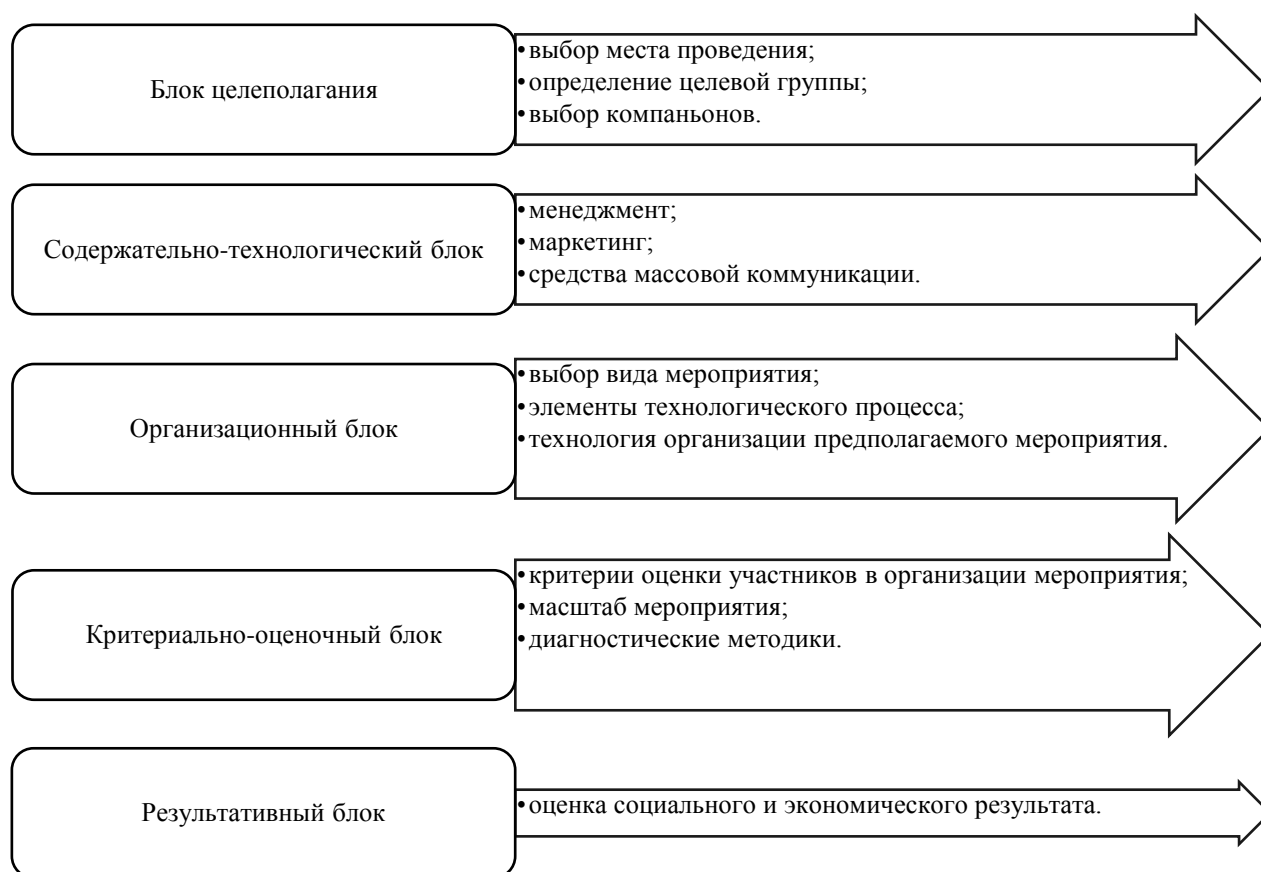 Блок целеполагания
•выбор места проведения;
•определение целевой группы;
•выбор компаньонов.
Содержательно-технологический блок
•менеджмент;
•маркетинг;
•средства массовой коммуникации.
Организационный блок
•выбор вида мероприятия;
•элементы технологического процесса;
•технология организации предполагаемого мероприятия.
Критериально-оценочный блок
•критерии оценки участников в организации мероприятия;
•масштаб мероприятия;
•диагностические методики.
Результативный блок
•оценка социального и экономического результата.